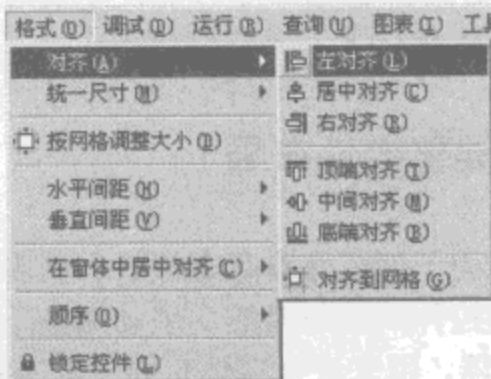 格式(O) 调试(D) 运行(R) 查询(U) 图表(I) 工
对齐(A)
统一尺寸(M)
按网格调整大小(D)
水平间距(H)
垂直间距(V)
在窗体中居中对齐(C)
顺序(O)
锁定控件(L)
左对齐(L)
居中对齐(C)
右对齐(R)
顶端对齐(T)
中间对齐(M)
底端对齐(B)
对齐到网格(G)